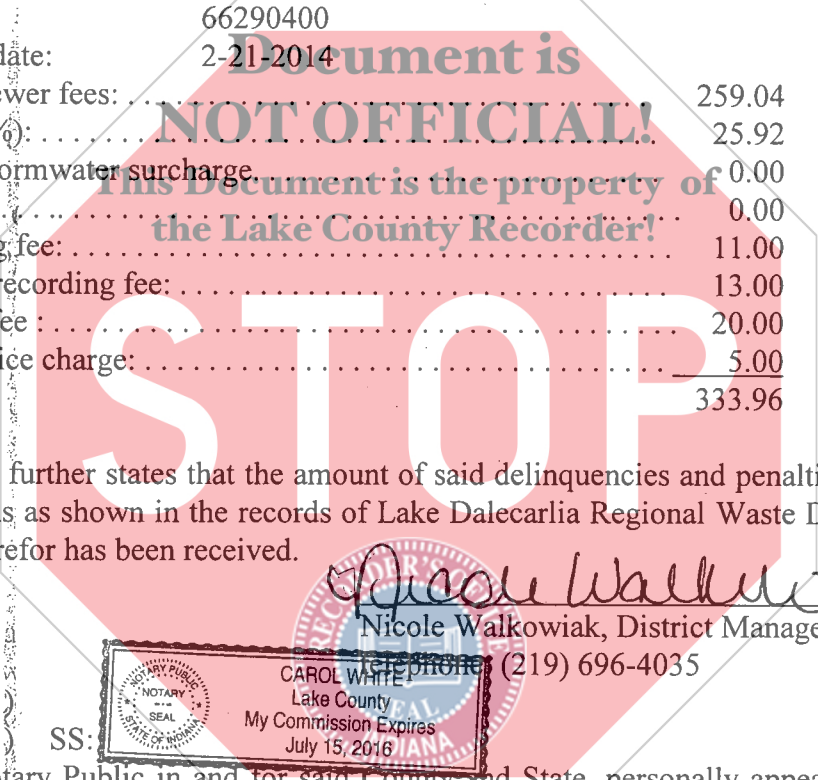 66290400
date: 2-21-2014
Document is
ewer fees: 259.04
NOT OFFICIAL!
%): 25.92
ormwater surcharge 0.00
This Document is the property of
0.00
the Lake County Recorder!
g fee: 11.00
recording fee: 13.00
ee : 20.00
ice charge: 5.00
333.96
STOP
further states that the amount of said delinquencies and penalti
s as shown in the records of Lake Dalecarlia Regional Waste D
refor has been received.
Nicole Walkowiak, District Manage
Telephone: (219) 696-4035
RECORDER'S
SEAL
INDIANA
NOTARY PUBLIC
NOTARY
SEAL
STATE OF INDIANA
CAROL WHITE
Lake County
My Commission Expires
July 15, 2016
) SS:
tary Public in and for said County and State, personally appe